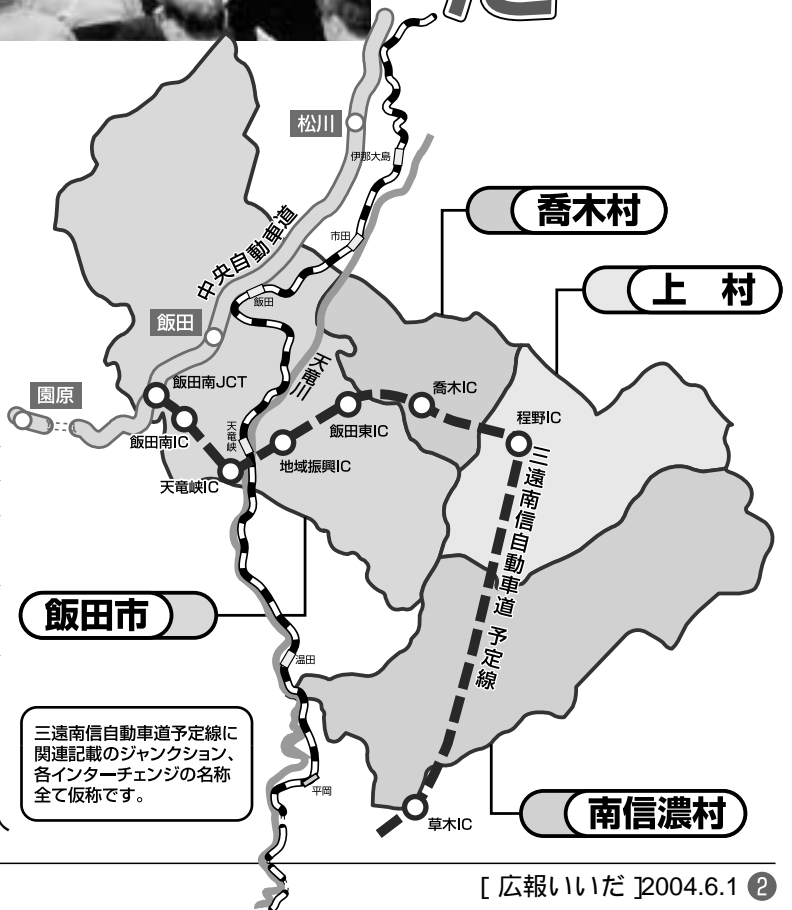 松川
伊那大島
喬木村
中央自動車道
市田
上　村
飯田
飯田
天竜川
園原
飯田南JCT
喬木IC
飯田南IC
天竜峡
飯田東IC
程野IC
地域振興IC
天竜峡IC
三遠南信自動車道 予定線
飯田市
温田
三遠南信自動車道予定線に
関連記載のジャンクション、
各インターチェンジの名称
全て仮称です。
平岡
草木IC
南信濃村
[ 広報いいだ ]2004.6.1 2